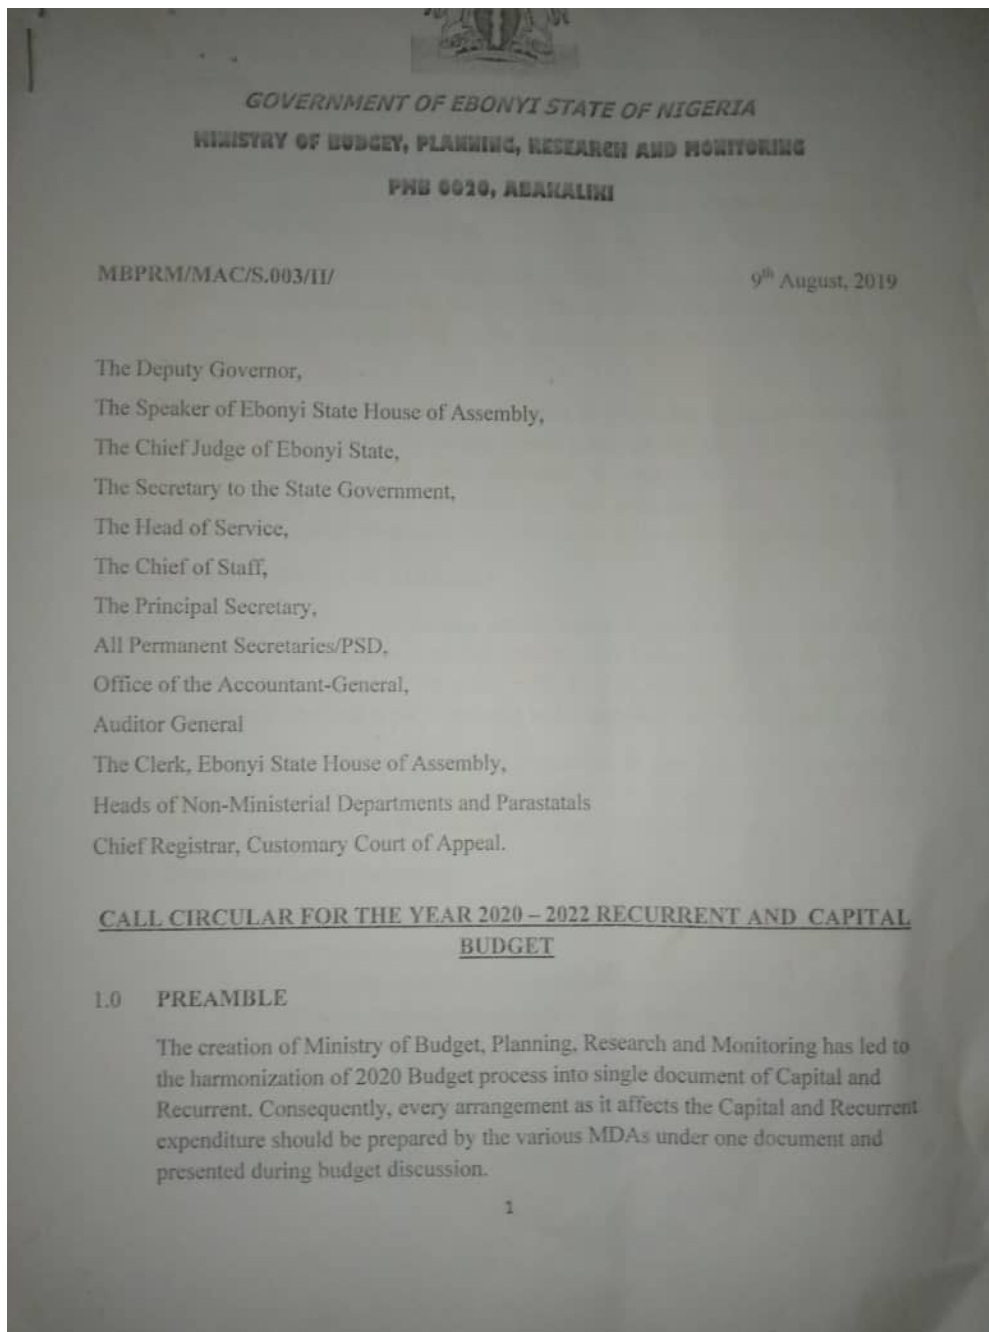 GOVERNMENT OF EBONYI STATE OF NIGERIA
MINISTRY OF BUDGEY, PLANNING, RESEARCH AND MONITORING
PMB 0020, ABAKALIKI
MBPRM/MAC/S.003/II/
9th August, 2019
The Deputy Governor,
The Speaker of Ebonyi State House of Assembly,
The Chief Judge of Ebonyi State,
The Secretary to the State Government,
The Head of Service,
The Chief of Staff,
The Principal Secretary,
All Permanent Secretaries/PSD,
Office of the Accountant-General,
Auditor General
The Clerk, Ebonyi State House of Assembly,
Heads of Non-Ministerial Departments and Parastatals
Chief Registrar, Customary Court of Appeal.
CALL CIRCULAR FOR THE YEAR 2020 – 2022 RECURRENT AND CAPITAL
BUDGET
1.0 PREAMBLE
The creation of Ministry of Budget, Planning, Research and Monitoring has led to
the harmonization of 2020 Budget process into single document of Capital and
Recurrent. Consequently, every arrangement as it affects the Capital and Recurrent
expenditure should be prepared by the various MDAs under one document and
presented during budget discussion.
1